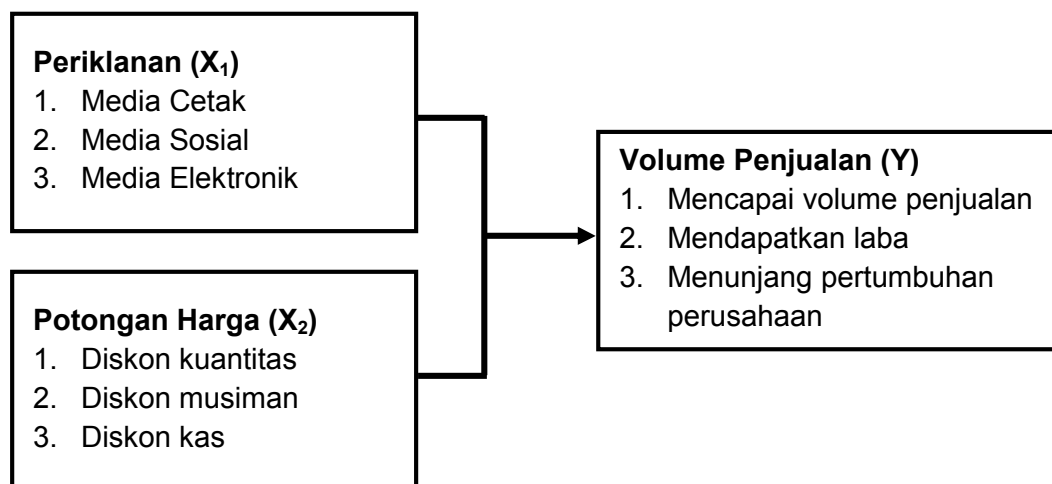 Periklanan (X₁)
1. Media Cetak
2. Media Sosial
3. Media Elektronik
Potongan Harga (X₂)
1. Diskon kuantitas
2. Diskon musiman
3. Diskon kas
Volume Penjualan (Y)
1. Mencapai volume penjualan
2. Mendapatkan laba
3. Menunjang pertumbuhan
perusahaan